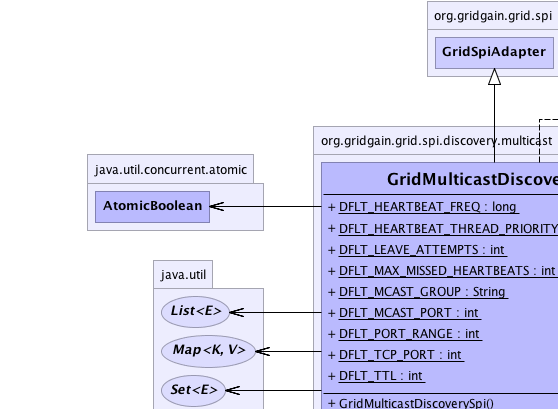 org.gridgain.grid.spi
GridSpiAdapter
org.gridgain.grid.spi.discovery.multicast
java.util.concurrent.atomic
AtomicBoolean
GridMulticastDiscove
+ DFLT_HEARTBEAT_FREQ : long
+ DFLT_HEARTBEAT_THREAD_PRIORITY
+ DFLT_LEAVE_ATTEMPTS : int
+ DFLT_MAX_MISSED_HEARTBEATS : int
+ DFLT_MCAST_GROUP : String
+ DFLT_MCAST_PORT : int
+ DFLT_PORT_RANGE : int
+ DFLT_TCP_PORT : int
+ DFLT_TTL : int
+ GridMulticastDiscoverySpi()
java.util
List<E>
Map<K, V>
Set<E>